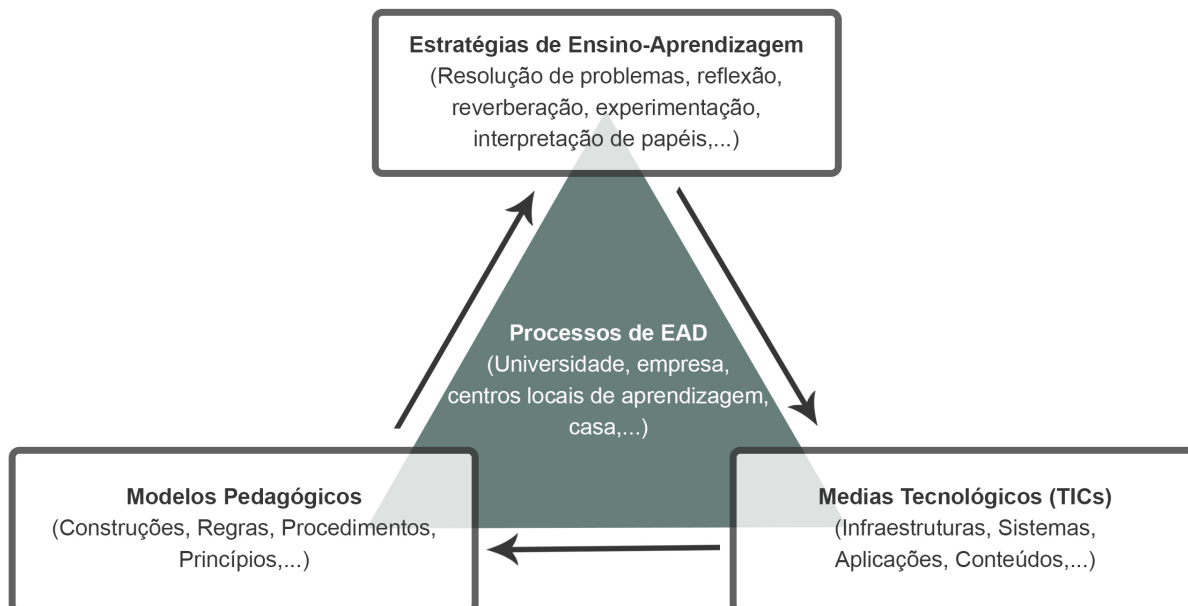 Estratégias de Ensino-Aprendizagem
(Resolução de problemas, reflexão,
reverberação, experimentação,
interpretação de papéis,...)
Processos de EAD
(Universidade, empresa,
centros locais de aprendizagem,
casa,...)
Modelos Pedagógicos
(Construções, Regras, Procedimentos,
Princípios,...)
Medias Tecnológicos (TICs)
(Infraestruturas, Sistemas,
Aplicações, Conteúdos,...)